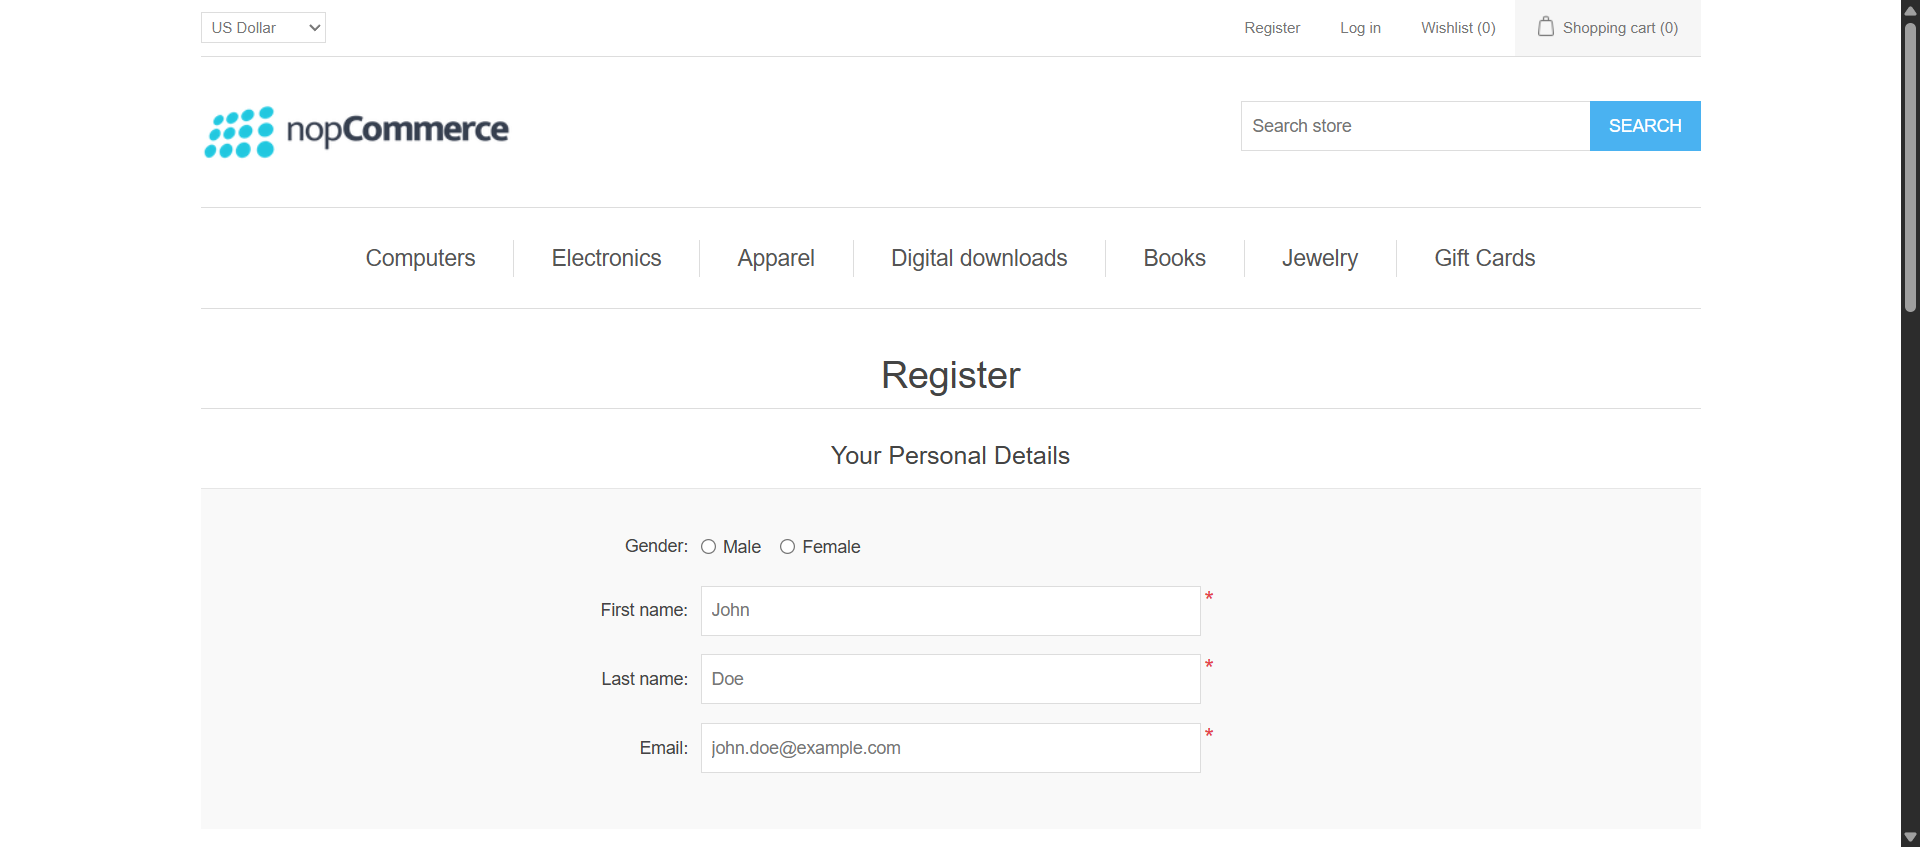 US Dollar
Register
Log in
Wishlist (0)
Shopping cart (0)
nopCommerce
Search store
SEARCH
Computers
Electronics
Apparel
Digital downloads
Books
Jewelry
Gift Cards
Register
Your Personal Details
Gender: Male Female
First name: John *
Last name: Doe *
Email: john.doe@example.com *